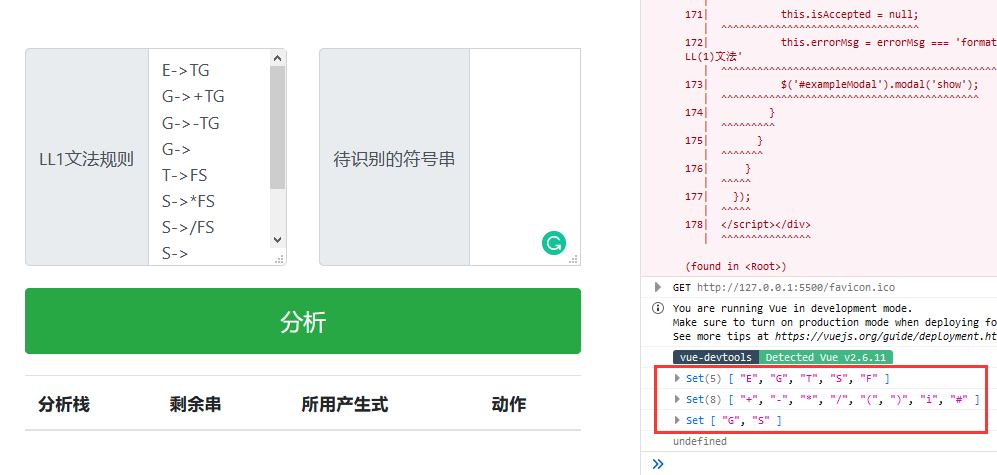 LL1文法规则
E->TG
G->+TG
G->-TG
G->
T->FS
S->*FS
S->/FS
S->
待识别的符号串
分析
分析栈 剩余串 所用产生式 动作
171| this.isAccepted = null;
| ^^^^^^^^^^^^^^^^^^^^^^^^^^^^^^^^^
172| this.errorMsg = errorMsg === 'format
LL(1)文法'
| ^^^^^^^^^^^^^^^^^^^^^^^^^^^^^^^^^^^^^^^^^^^^^^
173| $('#exampleModal').modal('show');
| ^^^^^^^^^^^^^^^^^^^^^^^^^^^^^^^^^^^^^^^^^^^
174| }
| ^^^^^^^^^
175| }
| ^^^^^^^
176| }
| ^^^^^
177| });
| ^^^^^
178| </script></div>
| ^^^^^^^^^^^^^^^
(found in <Root>)
GET http://127.0.0.1:5500/favicon.ico
You are running Vue in development mode.
Make sure to turn on production mode when deploying fo
See more tips at https://vuejs.org/guide/deployment.ht
vue-devtools Detected Vue v2.6.11
Set(5) [ "E", "G", "T", "S", "F" ]
Set(8) [ "+", "-", "*", "/", "(", ")", "i", "#" ]
Set [ "G", "S" ]
undefined